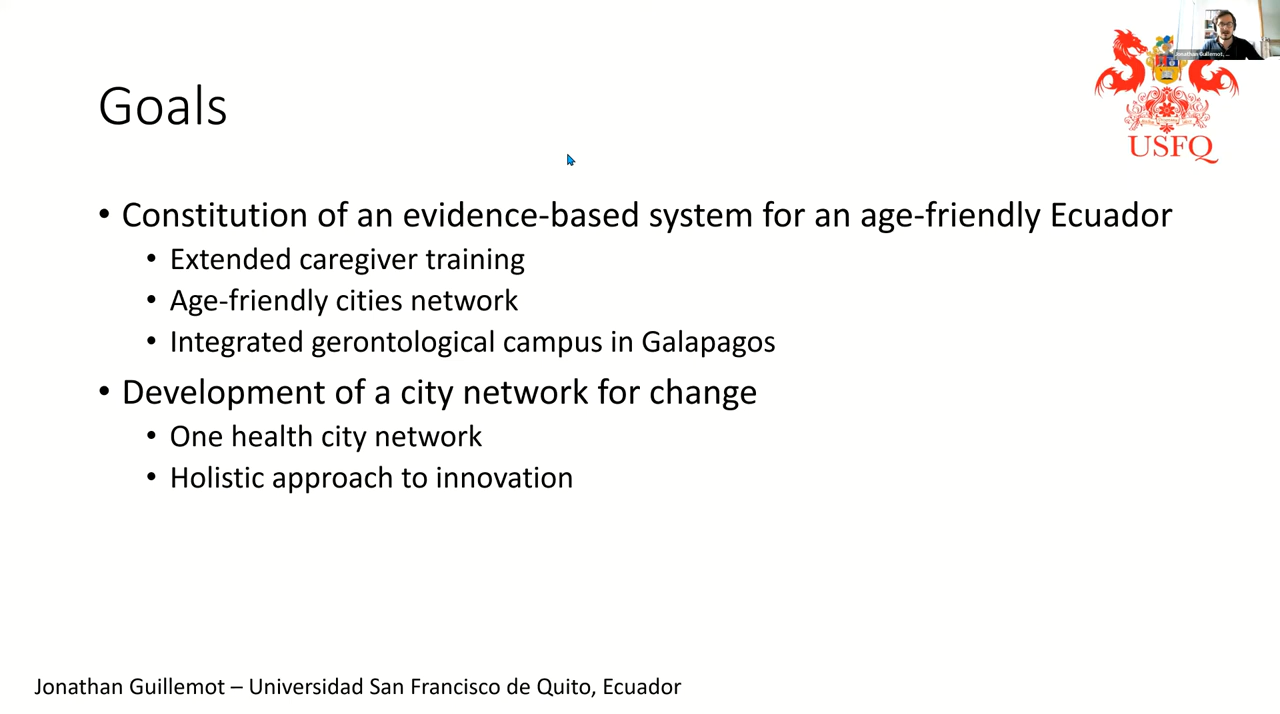 Jonathan Guillemot, ...
USFQ
Goals
• Constitution of an evidence-based system for an age-friendly Ecuador
• Extended caregiver training
• Age-friendly cities network
• Integrated gerontological campus in Galapagos
• Development of a city network for change
• One health city network
• Holistic approach to innovation
Jonathan Guillemot – Universidad San Francisco de Quito, Ecuador